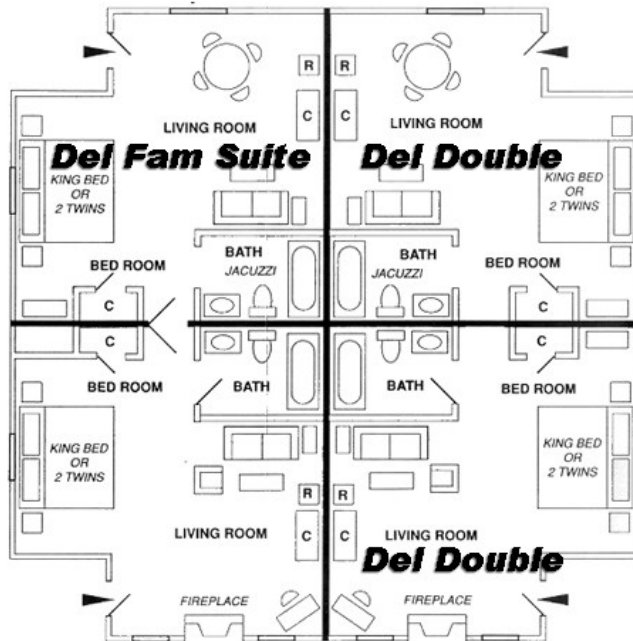 R
R
LIVING ROOM
C
C
LIVING ROOM
Del Fam Suite
Del Double
KING BED
OR
2 TWINS
KING BED
OR
2 TWINS
BATH
JACUZZI
BATH
JACUZZI
BED ROOM
BED ROOM
C
C
C
C
BED ROOM
BATH
BATH
BED ROOM
KING BED
OR
2 TWINS
KING BED
OR
2 TWINS
R
R
LIVING ROOM
C
C
LIVING ROOM
Del Double
FIREPLACE
FIREPLACE